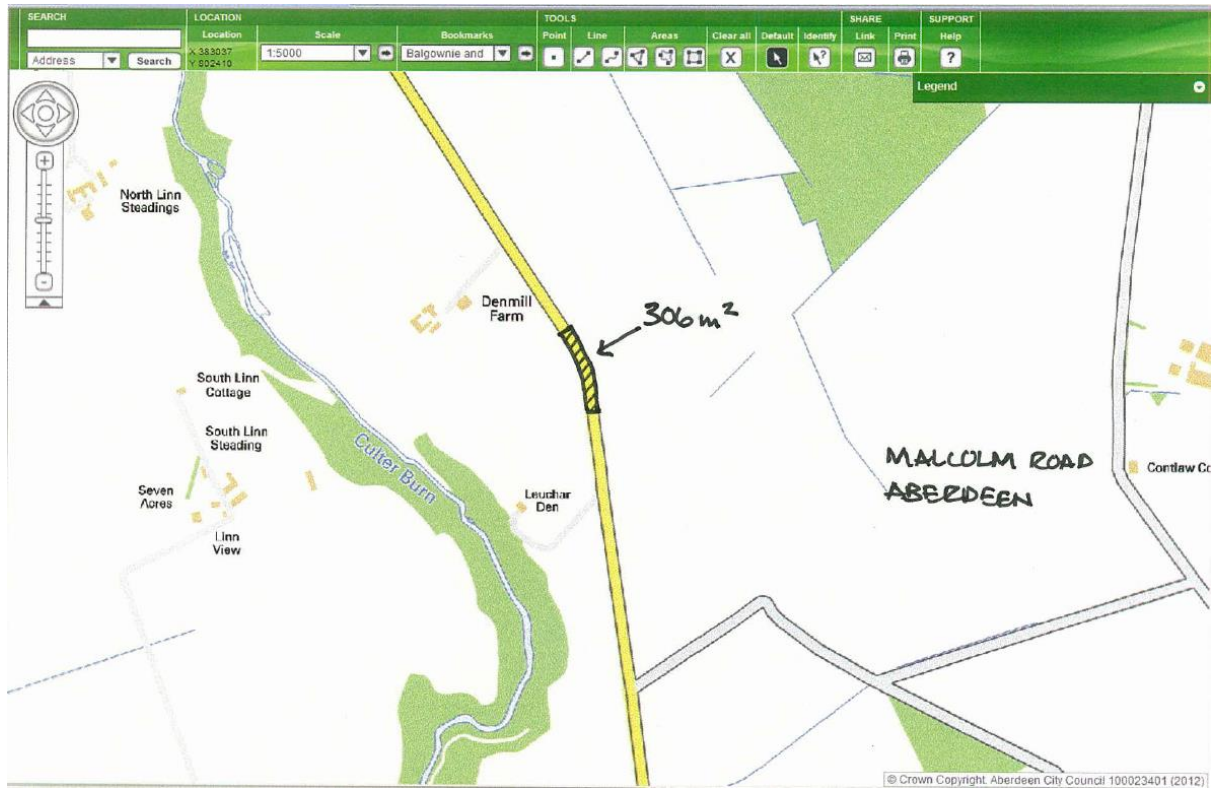 SEARCH
LOCATION
TOOLS
SHARE
SUPPORT
Location
Scale
Bookmarks
Point
Line
Areas
Clear all
Default
Identify
Link
Print
Help
X 383037
Y 802410
Address
Search
1:5000
Balgownie and
X
?
?
Legend
+
-
North Linn
Steadings
Denmill
Farm
306 m²
South Linn
Cottage
South Linn
Steading
Culter Burn
MALCOLM ROAD
ABERDEEN
Contlaw Co
Seven
Acres
Leuchar
Den
Linn
View
© Crown Copyright. Aberdeen City Council 100023401 (2012)